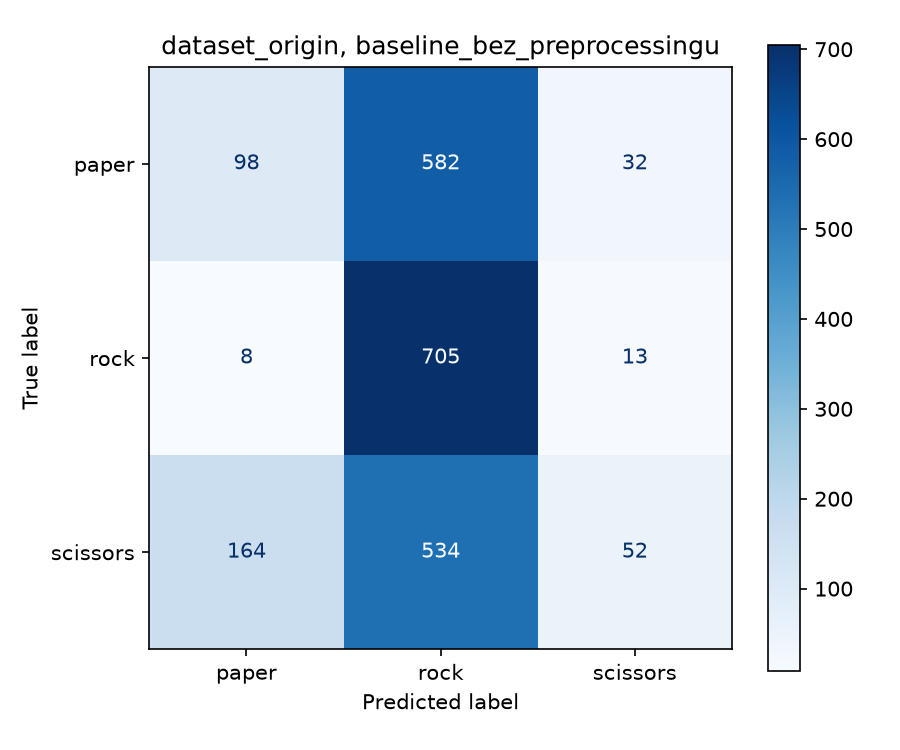 dataset_origin, baseline_bez_preprocessingu
paper 98 582 32
rock 8 705 13
scissors 164 534 52
paper rock scissors
Predicted label
True label
700
600
500
400
300
200
100